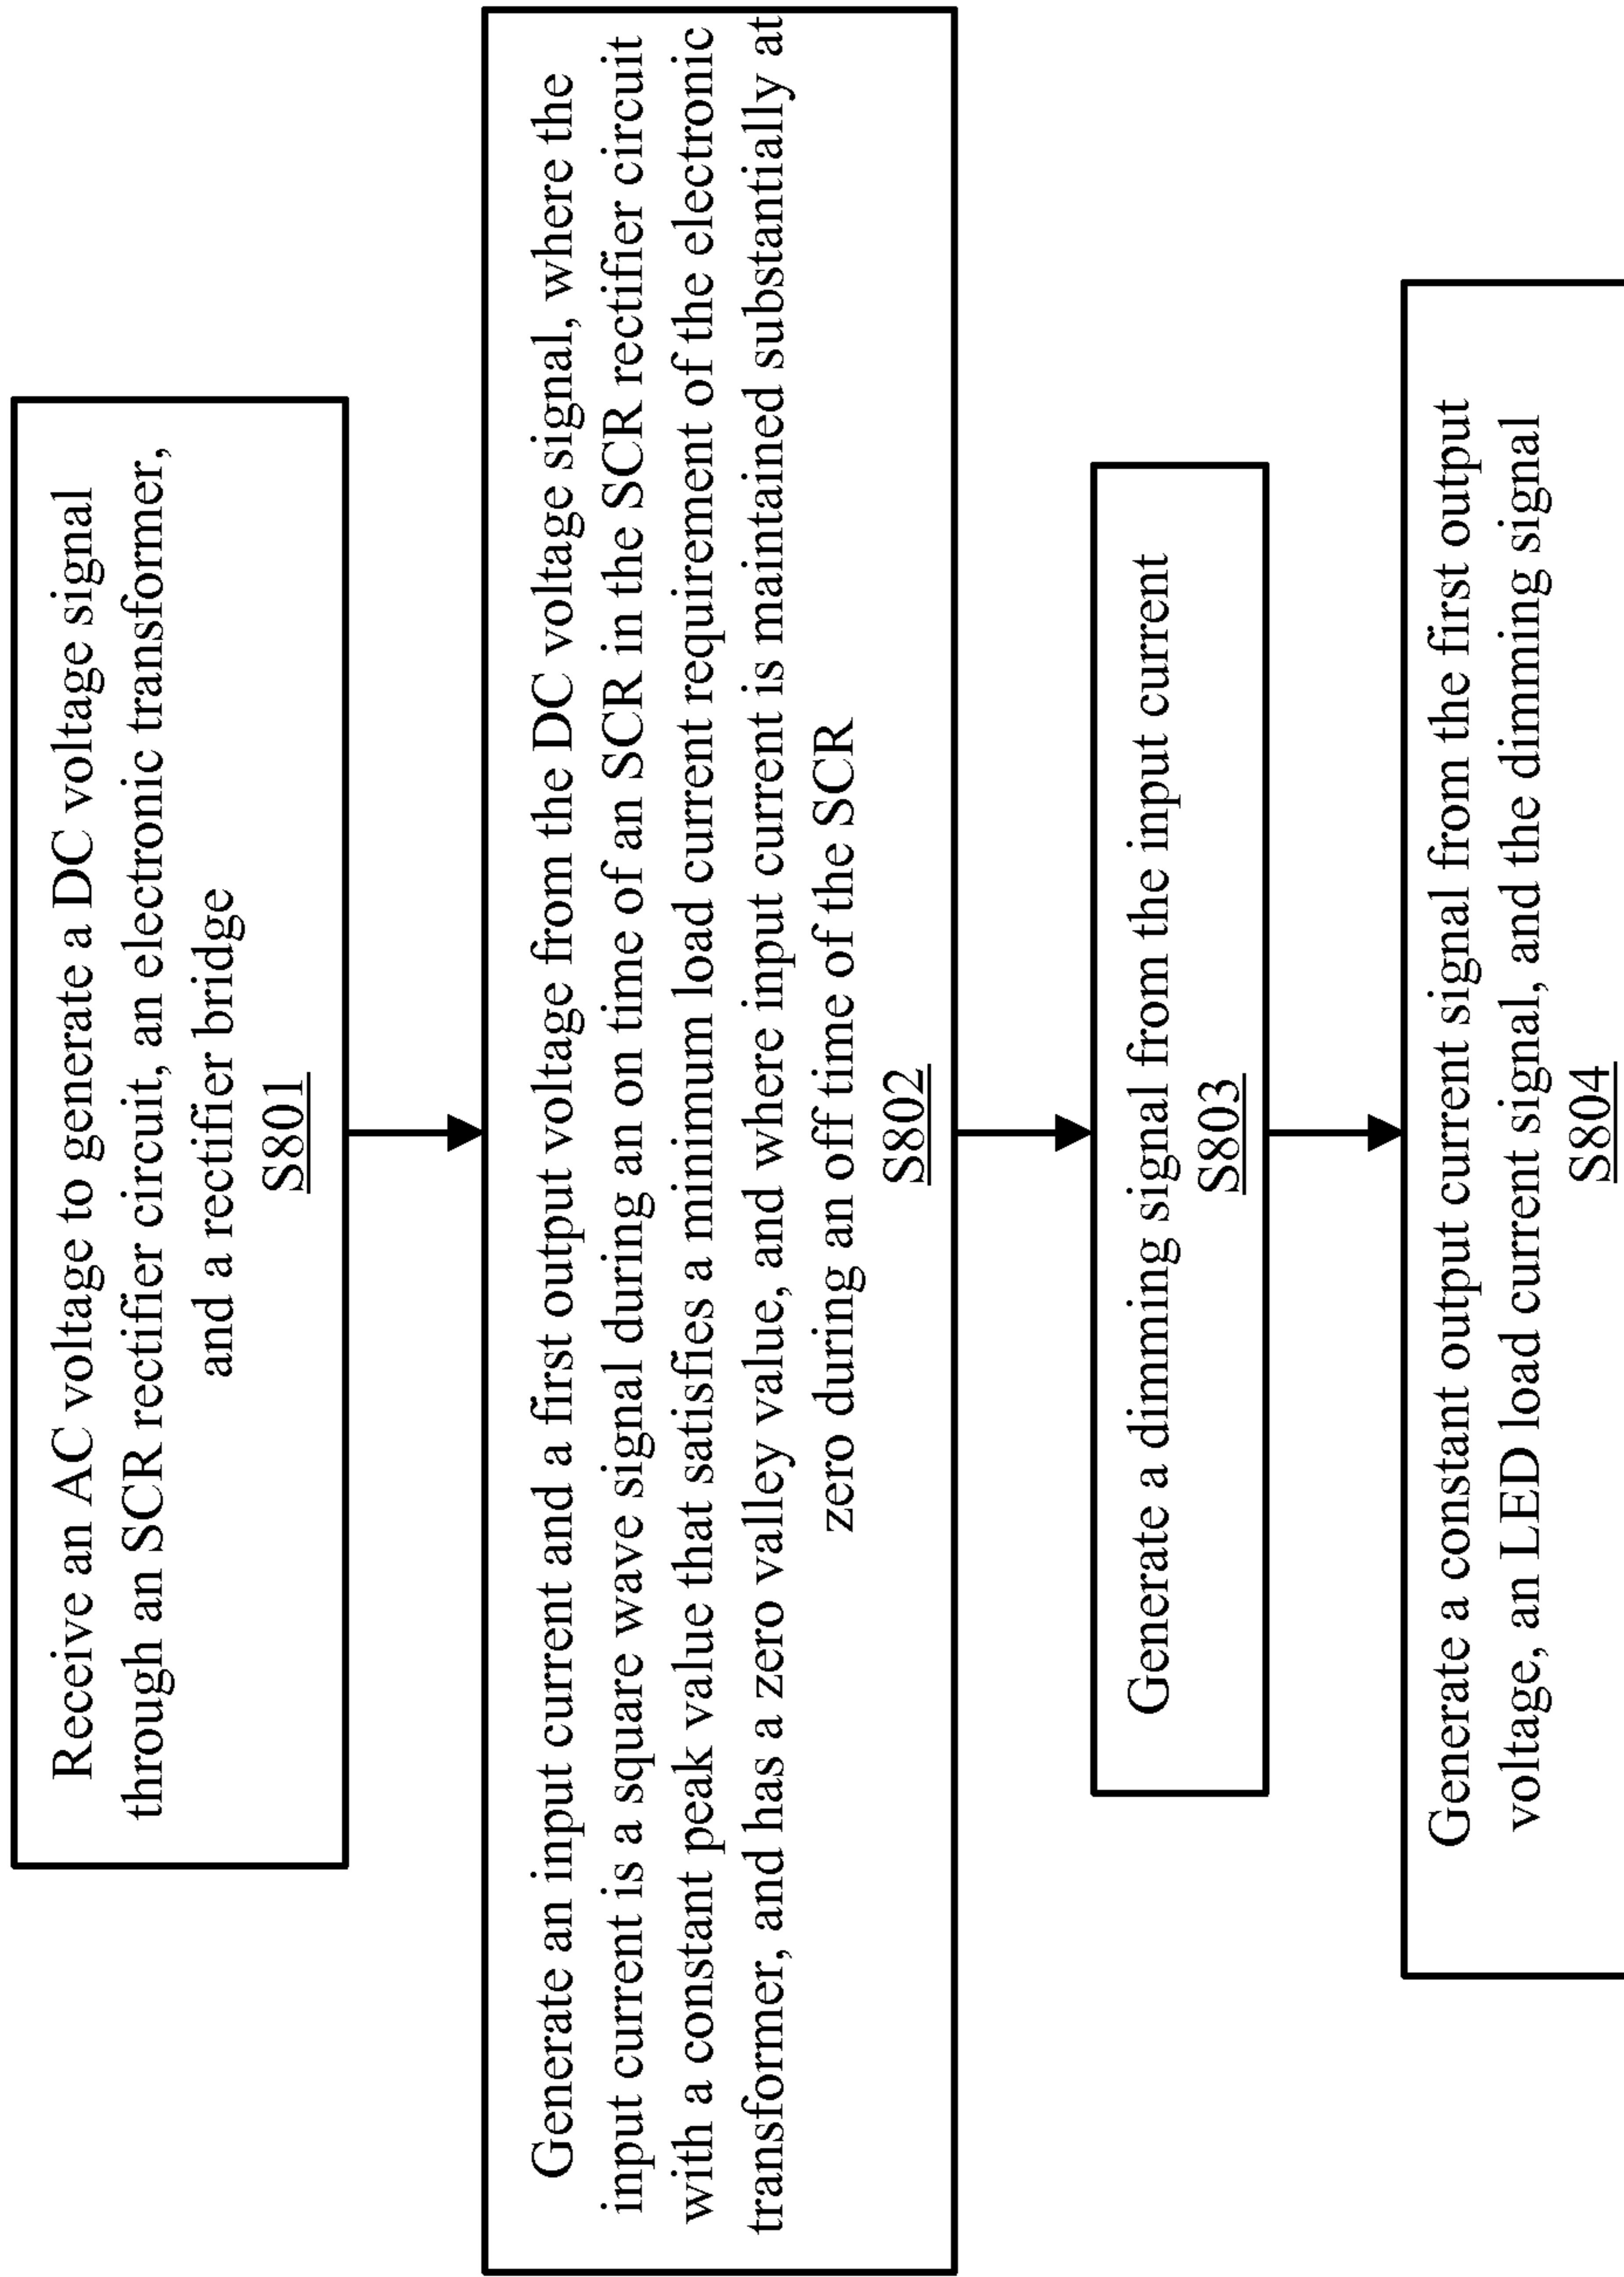 Receive an AC voltage to generate a DC voltage signal
through an SCR rectifier circuit, an electronic transformer,
and a rectifier bridge
S801
Generate an input current and a first output voltage from the DC voltage signal, where the
input current is a square wave signal during an on time of an SCR in the SCR rectifier circuit
with a constant peak value that satisfies a minimum load current requirement of the electronic
transformer, and has a zero valley value, and where input current is maintained substantially at
zero during an off time of the SCR
S802
Generate a dimming signal from the input current
S803
Generate a constant output current signal from the first output
voltage, an LED load current signal, and the dimming signal
S804